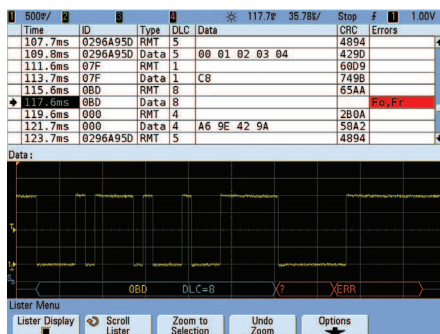 1 500▽/ 2 3 4 117.7▽ 35.78%/ Stop ƒ 1 1.00V
Time ID Type DLC Data CRC Errors
107.7ms 0296A95D RMT 5 4894
109.8ms 0296A95D Data 5 00 01 02 03 04 429D
111.6ms 07F RMT 1 60D9
113.7ms 07F Data 1 C8 749B
115.6ms 0BD RMT 8 65AA
117.6ms 0BD Data 8 Fo,Fr
119.6ms 000 RMT 4 2B0A
121.7ms 000 Data 4 A6 9E 42 9A 58A2
123.7ms 0296A95D RMT 5 4894
Data:
0BD DLC=8 ? ERR
Lister Menu
Lister Display Scroll Lister Zoom to Selection Undo Zoom Options